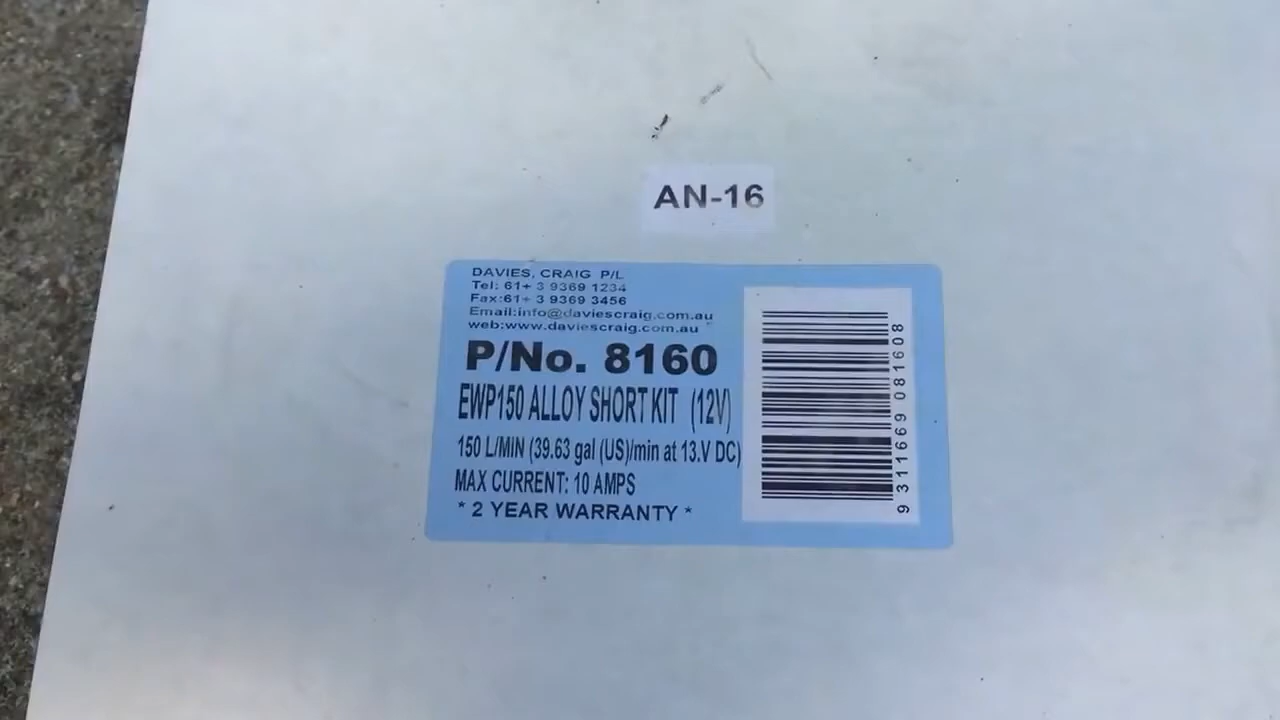 AN-16
DAVIES, CRAIG P/L
Tel: 61+ 3 9369 1234
Fax:61+ 3 9369 3456
Email:info@daviescraig.com.au
web:www.daviescraig.com.au
P/No. 8160
EWP150 ALLOY SHORT KIT (12V)
150 L/MIN (39.63 gal (US)/min at 13.V DC)
MAX CURRENT: 10 AMPS
* 2 YEAR WARRANTY *
9 311669 081608